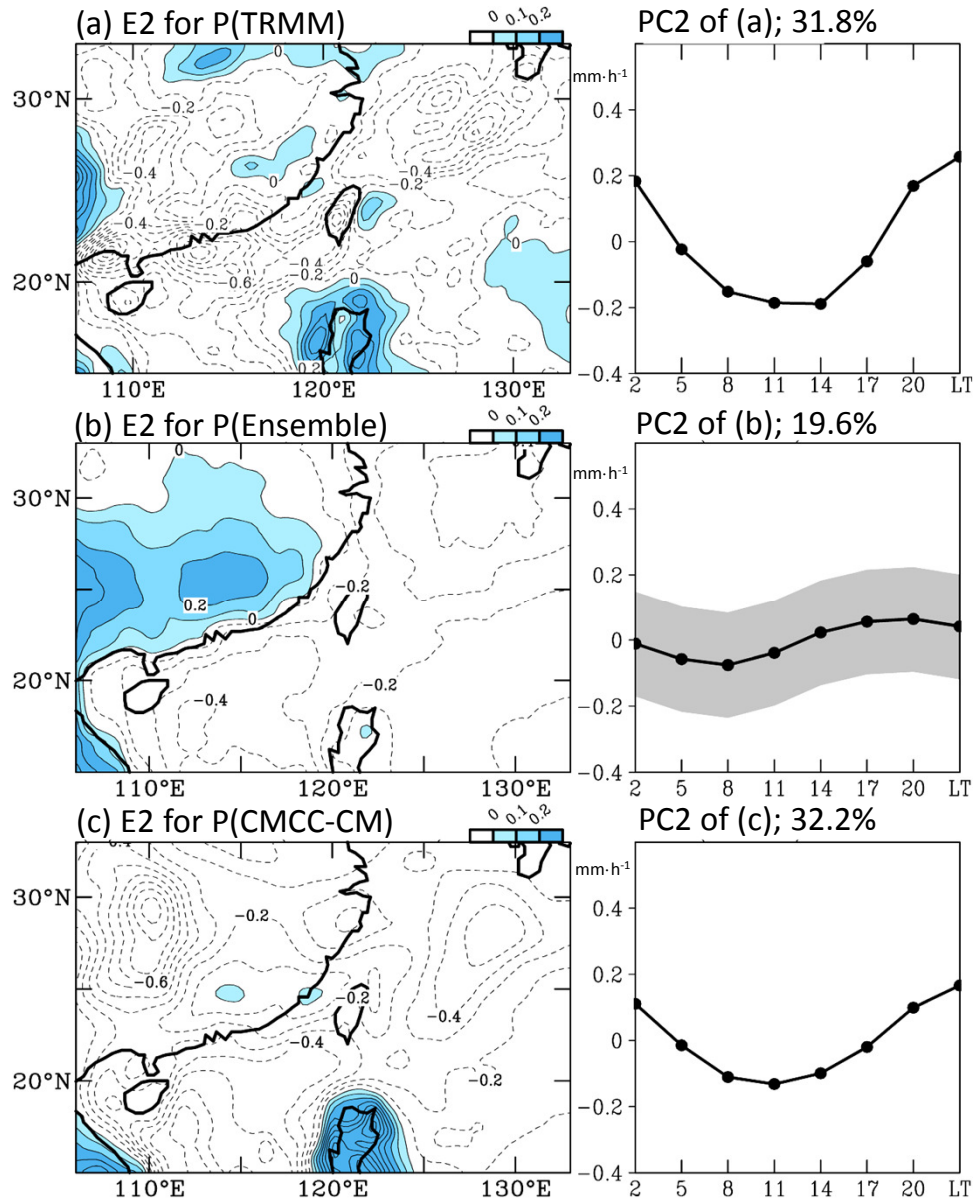 (a) E2 for P(TRMM)
0 0.1 0.2
PC2 of (a); 31.8%
30°N
20°N
110°E 120°E 130°E
0
-0.2
-0.4
0
-0.2
-0.2
-0.4
-0.2
-0.4
-0.2
-0.6
0
0
mm·h⁻¹
0.4
0.2
0
-0.2
-0.4
2 5 8 11 14 17 20 LT
(b) E2 for P(Ensemble)
0 0.1 0.2
PC2 of (b); 19.6%
30°N
20°N
110°E 120°E 130°E
0
0.2
0
-0.2
-0.4
-0.2
mm·h⁻¹
0.4
0.2
0
-0.2
-0.4
2 5 8 11 14 17 20 LT
(c) E2 for P(CMCC-CM)
0 0.1 0.2
PC2 of (c); 32.2%
30°N
20°N
110°E 120°E 130°E
-0.2
-0.6
-0.2
-0.4
-0.4
-0.2
mm·h⁻¹
0.4
0.2
0
-0.2
-0.4
2 5 8 11 14 17 20 LT